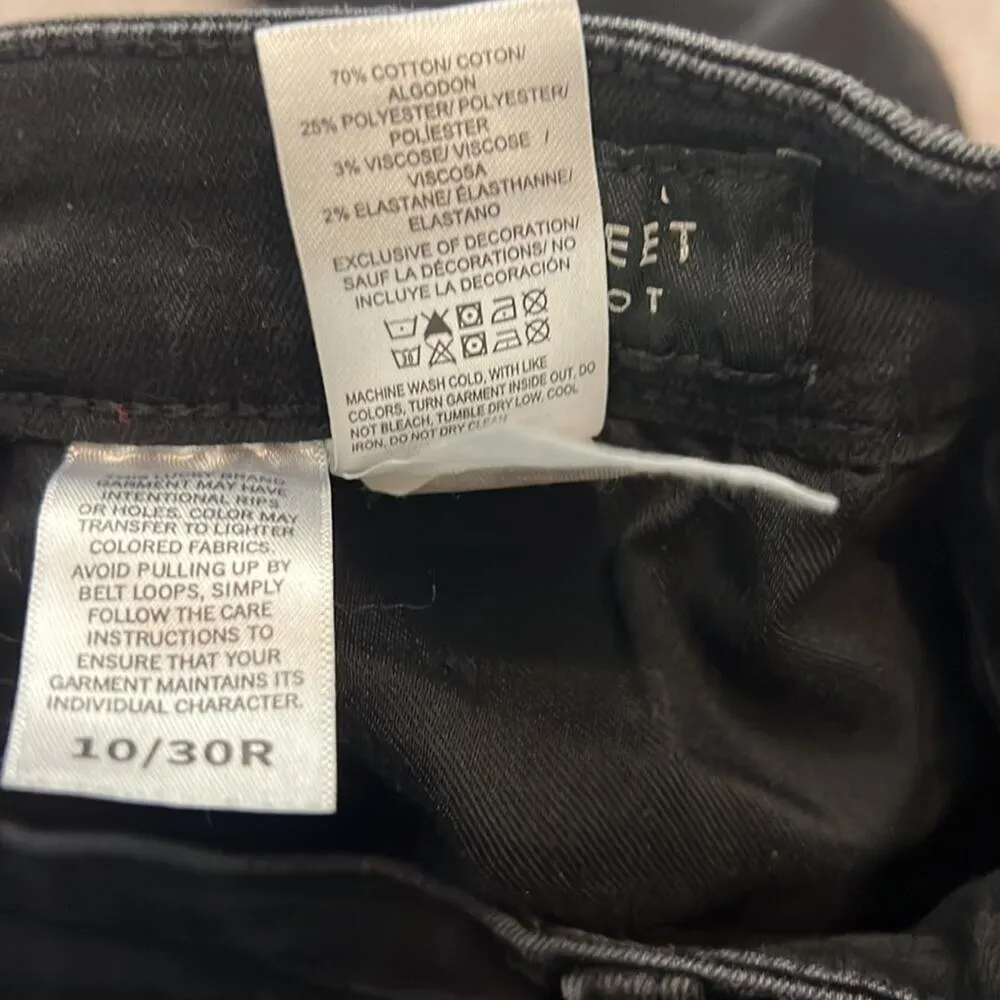 70% COTTON/ COTON/
ALGODON
25% POLYESTER/ POLYESTER/
POLIESTER
3% VISCOSE/ VISCOSE /
VISCOSA
2% ELASTANE/ ÉLASTHANNE/
ELASTANO
EXCLUSIVE OF DECORATION/
SAUF LA DÉCORATIONS/ NO
INCLUYE LA DECORACIÓN
30
MACHINE WASH COLD, WITH LIKE
COLORS, TURN GARMENT INSIDE OUT, DO
NOT BLEACH, TUMBLE DRY LOW, COOL
IRON, DO NOT DRY CLEAN
EET
OT
THIS LUCKY BRAND
GARMENT MAY HAVE
INTENTIONAL RIPS
OR HOLES. COLOR MAY
TRANSFER TO LIGHTER
COLORED FABRICS.
AVOID PULLING UP BY
BELT LOOPS, SIMPLY
FOLLOW THE CARE
INSTRUCTIONS TO
ENSURE THAT YOUR
GARMENT MAINTAINS ITS
INDIVIDUAL CHARACTER.
10/30R